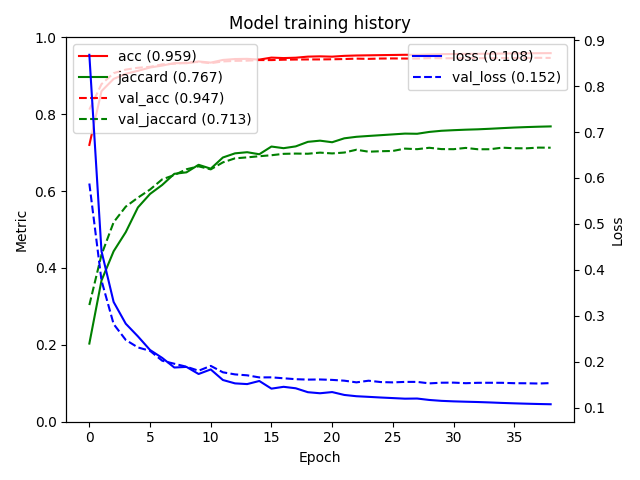 Model training history
acc (0.959)
jaccard (0.767)
val_acc (0.947)
val_jaccard (0.713)
loss (0.108)
val_loss (0.152)
Metric
1.0
0.8
0.6
0.4
0.2
0.0
0 5 10 15 20 25 30 35
Epoch
0.9
0.8
0.7
0.6
0.5
0.4
0.3
0.2
0.1
Loss